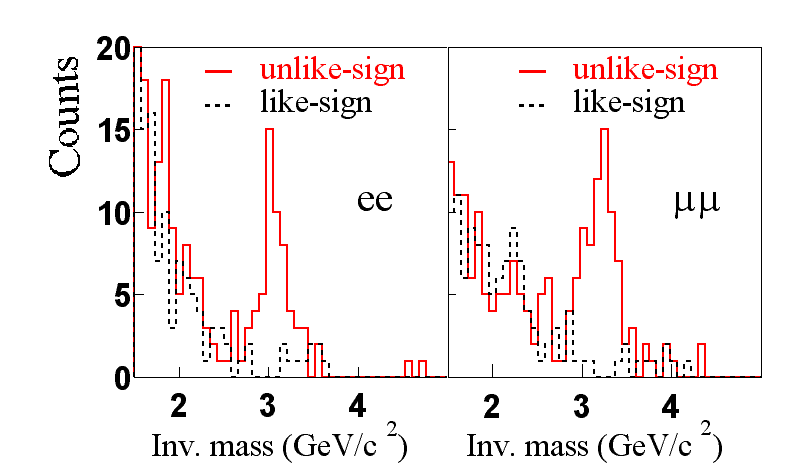 Counts
20
15
10
5
0
unlike-sign
like-sign
ee
2 3 4
Inv. mass (GeV/c 2)
unlike-sign
like-sign
μμ
2 3 4
Inv. mass (GeV/c 2)